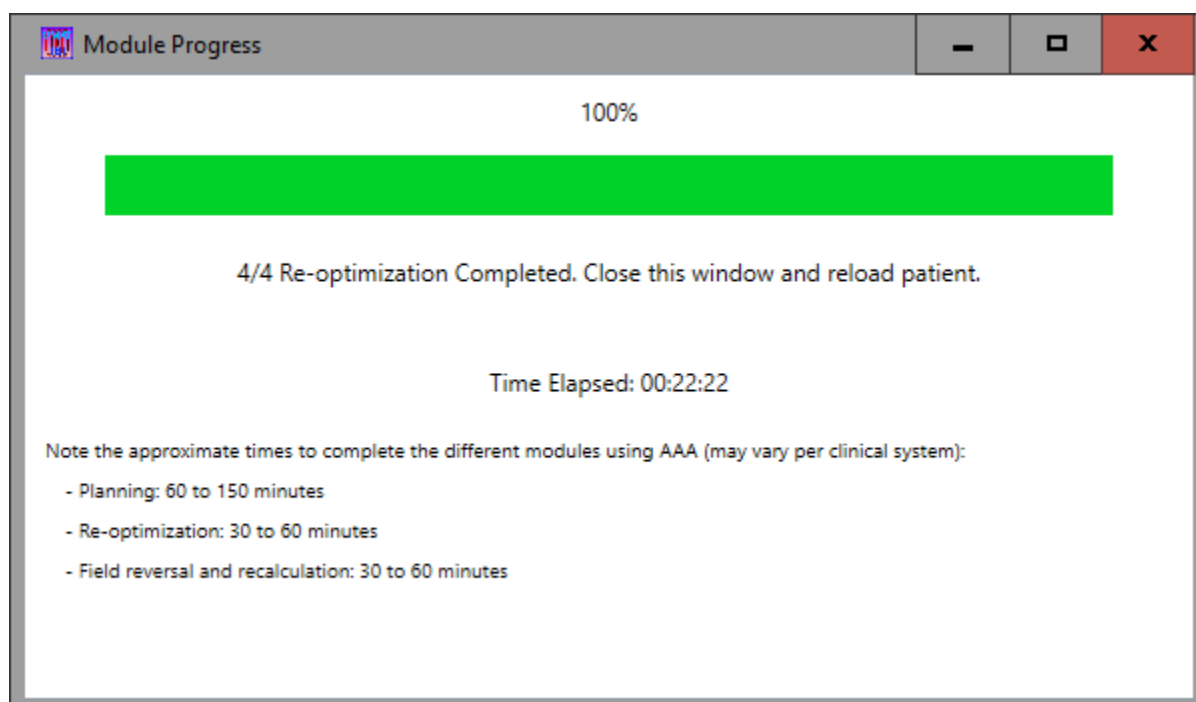 Module Progress
100%
4/4 Re-optimization Completed. Close this window and reload patient.
Time Elapsed: 00:22:22
Note the approximate times to complete the different modules using AAA (may vary per clinical system):
- Planning: 60 to 150 minutes
- Re-optimization: 30 to 60 minutes
- Field reversal and recalculation: 30 to 60 minutes